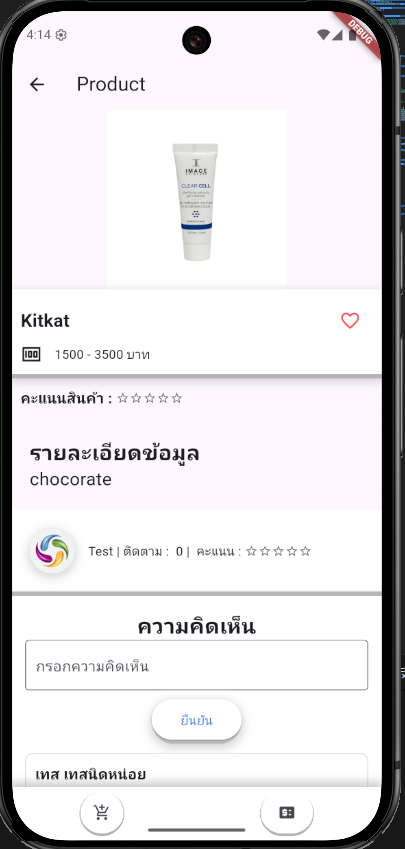 4:14
DEBUG
Product
IMAGE
CLEAR CELL
Kitkat
1500 - 3500 บาท
คะแนนสินค้า :
รายละเอียดข้อมูล
chocorate
Test | ติดตาม : 0 | คะแนน :
ความคิดเห็น
กรอกความคิดเห็น
ยืนยัน
เทส เทสนิดหน่อย